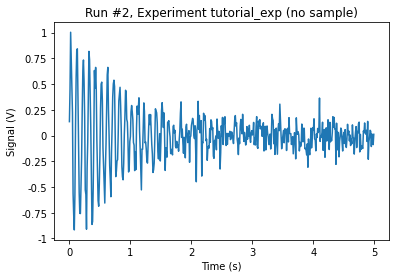 Run #2, Experiment tutorial_exp (no sample)
Signal (V)
1
0.75
0.5
0.25
0
-0.25
-0.5
-0.75
-1
0 1 2 3 4 5
Time (s)